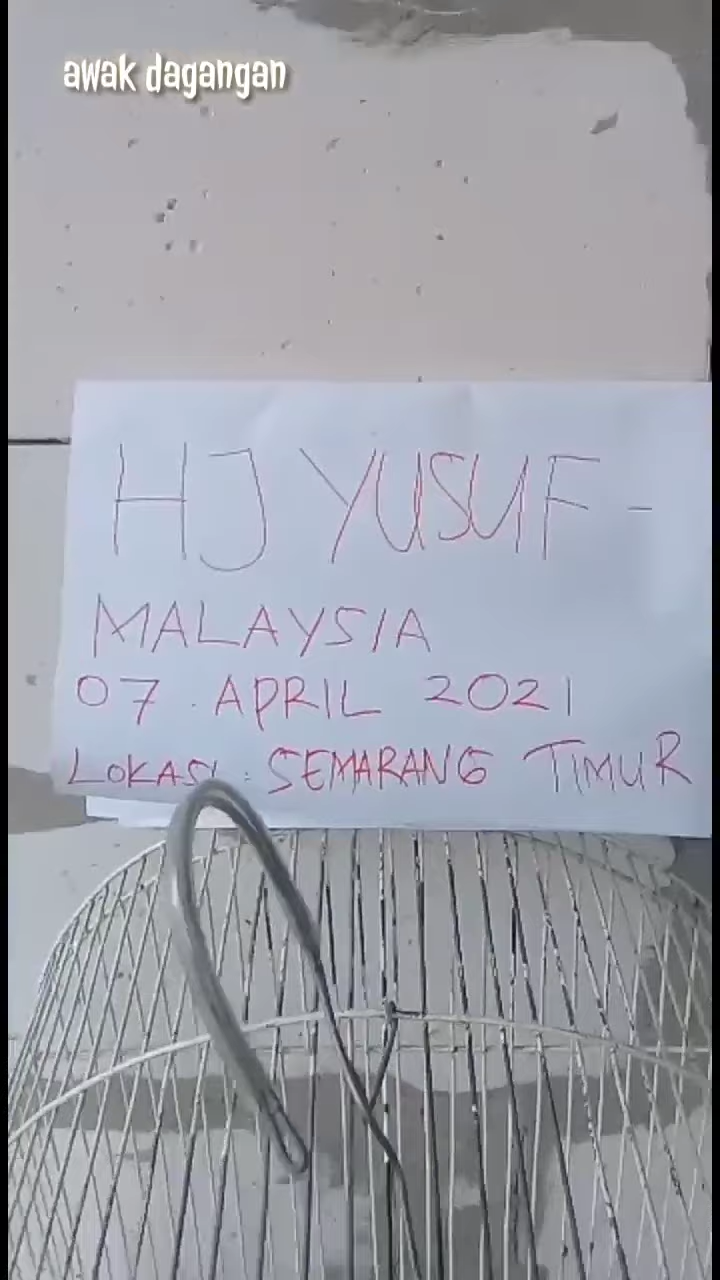 awak dagangan
HJ YUSUF -
MALAYSIA
07 APRIL 2021
LOKASI : SEMARANG TIMUR